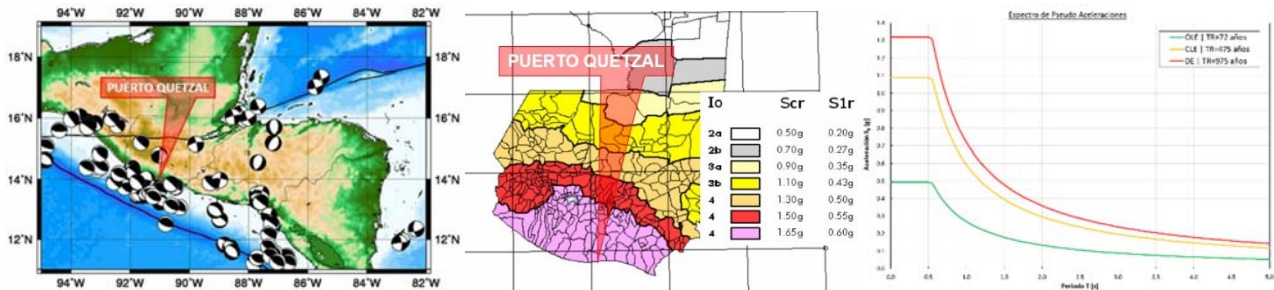 94°W 92°W 90°W 88°W 86°W 84°W 82°W
18°N 18°N
PUERTO QUETZAL
16°N 16°N
14°N 14°N
12°N 12°N
94°W 92°W 90°W 88°W 86°W 84°W 82°W
PUERTO QUETZAL
Io Scr S1r
2a 0.50g 0.20g
2b 0.70g 0.27g
3a 0.90g 0.35g
3b 1.10g 0.43g
4 1.30g 0.50g
4 1.50g 0.55g
4 1.65g 0.60g
Espectro de Pseudo Aceleraciones
OLE | TR=72 años
CLE | TR=475 años
DE | TR=975 años
Aceleración Sa [g]
0.0 0.5 1.0 1.5 2.0 2.5 3.0 3.5 4.0 4.5 5.0
Periodo T [s]